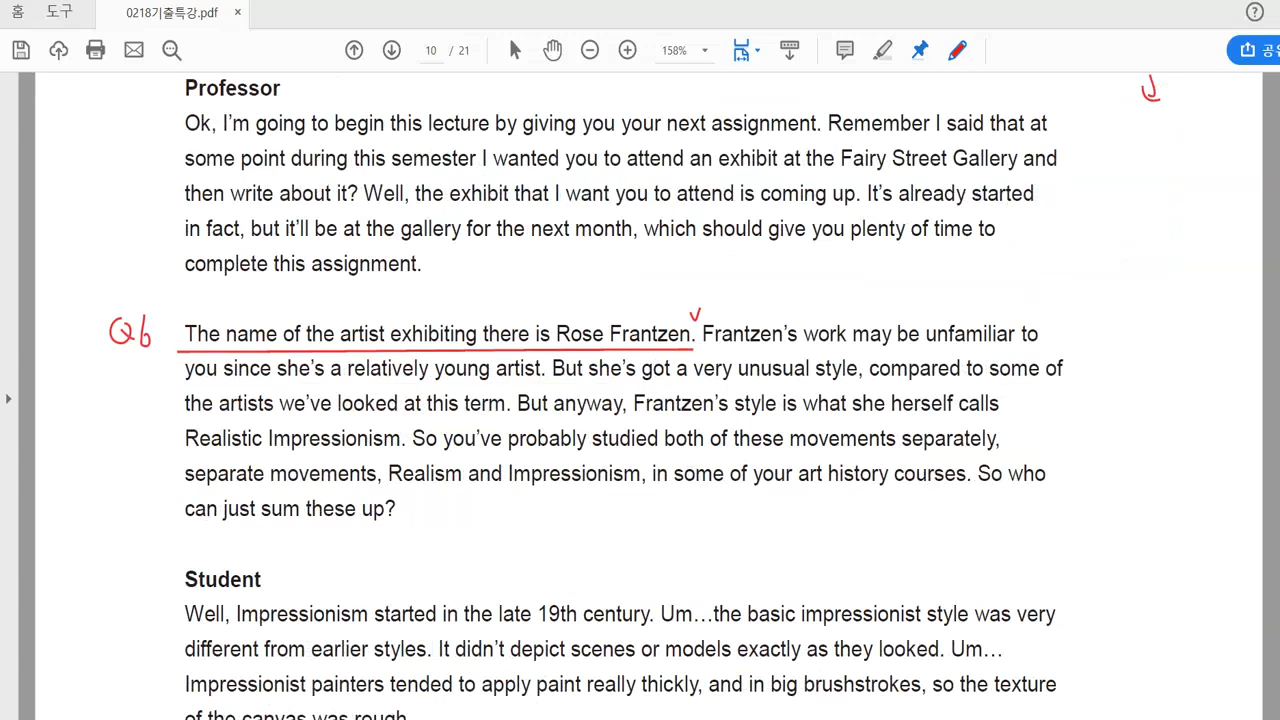 홈 도구 0218기출특강.pdf ×
10 / 21 158% 공유
Professor
Ok, I'm going to begin this lecture by giving you your next assignment. Remember I said that at
some point during this semester I wanted you to attend an exhibit at the Fairy Street Gallery and
then write about it? Well, the exhibit that I want you to attend is coming up. It's already started
in fact, but it'll be at the gallery for the next month, which should give you plenty of time to
complete this assignment.
Q6 The name of the artist exhibiting there is Rose Frantzen. Frantzen's work may be unfamiliar to
you since she's a relatively young artist. But she's got a very unusual style, compared to some of
the artists we've looked at this term. But anyway, Frantzen's style is what she herself calls
Realistic Impressionism. So you've probably studied both of these movements separately,
separate movements, Realism and Impressionism, in some of your art history courses. So who
can just sum these up?
Student
Well, Impressionism started in the late 19th century. Um…the basic impressionist style was very
different from earlier styles. It didn't depict scenes or models exactly as they looked. Um…
Impressionist painters tended to apply paint really thickly, and in big brushstrokes, so the texture
of the canvas was rough.